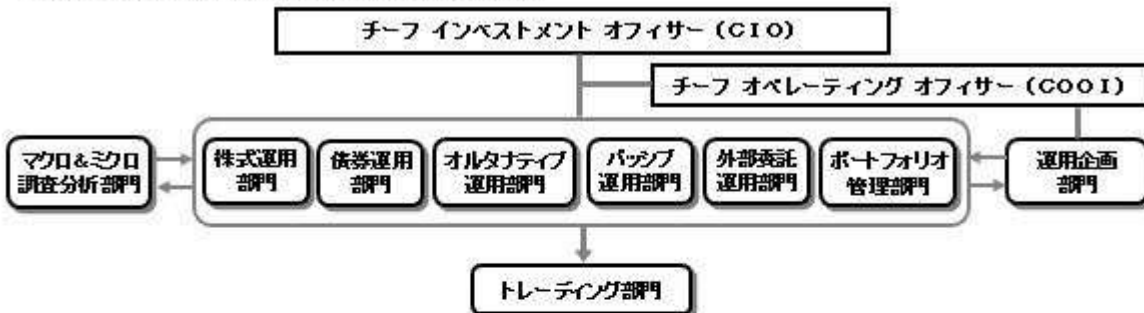 チーフ インベストメント オフィサー (CIO)
チーフ オペレーティング オフィサー (COOI)
マクロ&ミクロ
調査分析部門
株式運用
部門
債券運用
部門
オルタナティブ
運用部門
パッシブ
運用部門
外部委託
運用部門
ポートフォリオ
管理部門
運用企画
部門
トレーディング部門